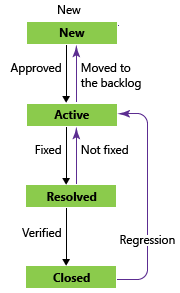 New
New
Approved
Moved to
the backlog
Active
Fixed
Not fixed
Resolved
Verified
Regression
Closed